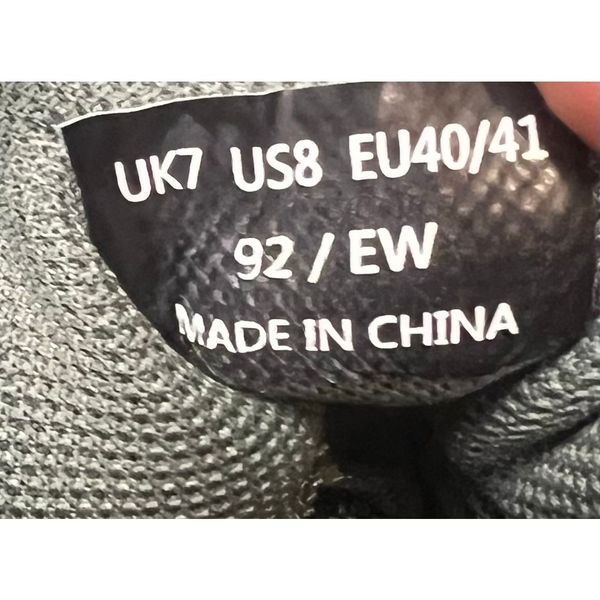 UK7 US8 EU40/41
92 / EW
MADE IN CHINA